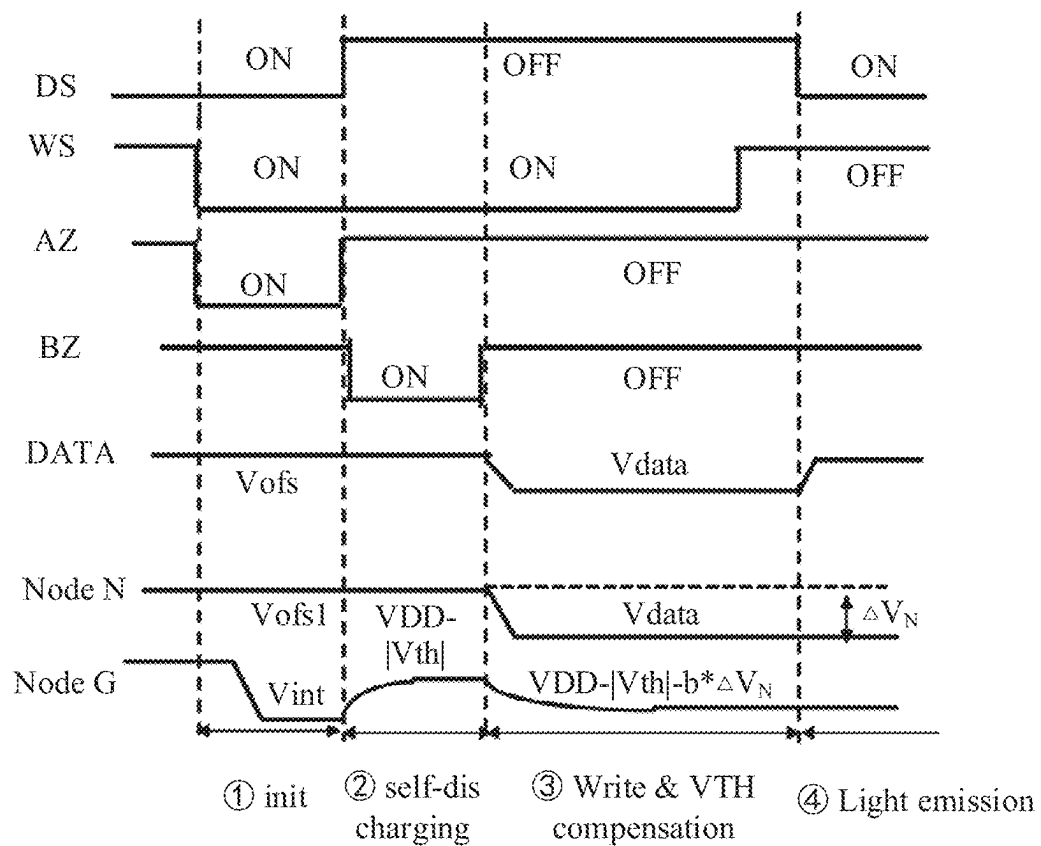 ON
OFF
ON
DS
WS
ON
ON
OFF
AZ
ON
OFF
BZ
ON
OFF
DATA
Vofs
Vdata
Node N
Vofs1
VDD-
|Vth|
Vdata
△VN
Node G
Vint
VDD-|Vth|-b*△VN
① init
② self-dis
charging
③ Write & VTH
compensation
④ Light emission